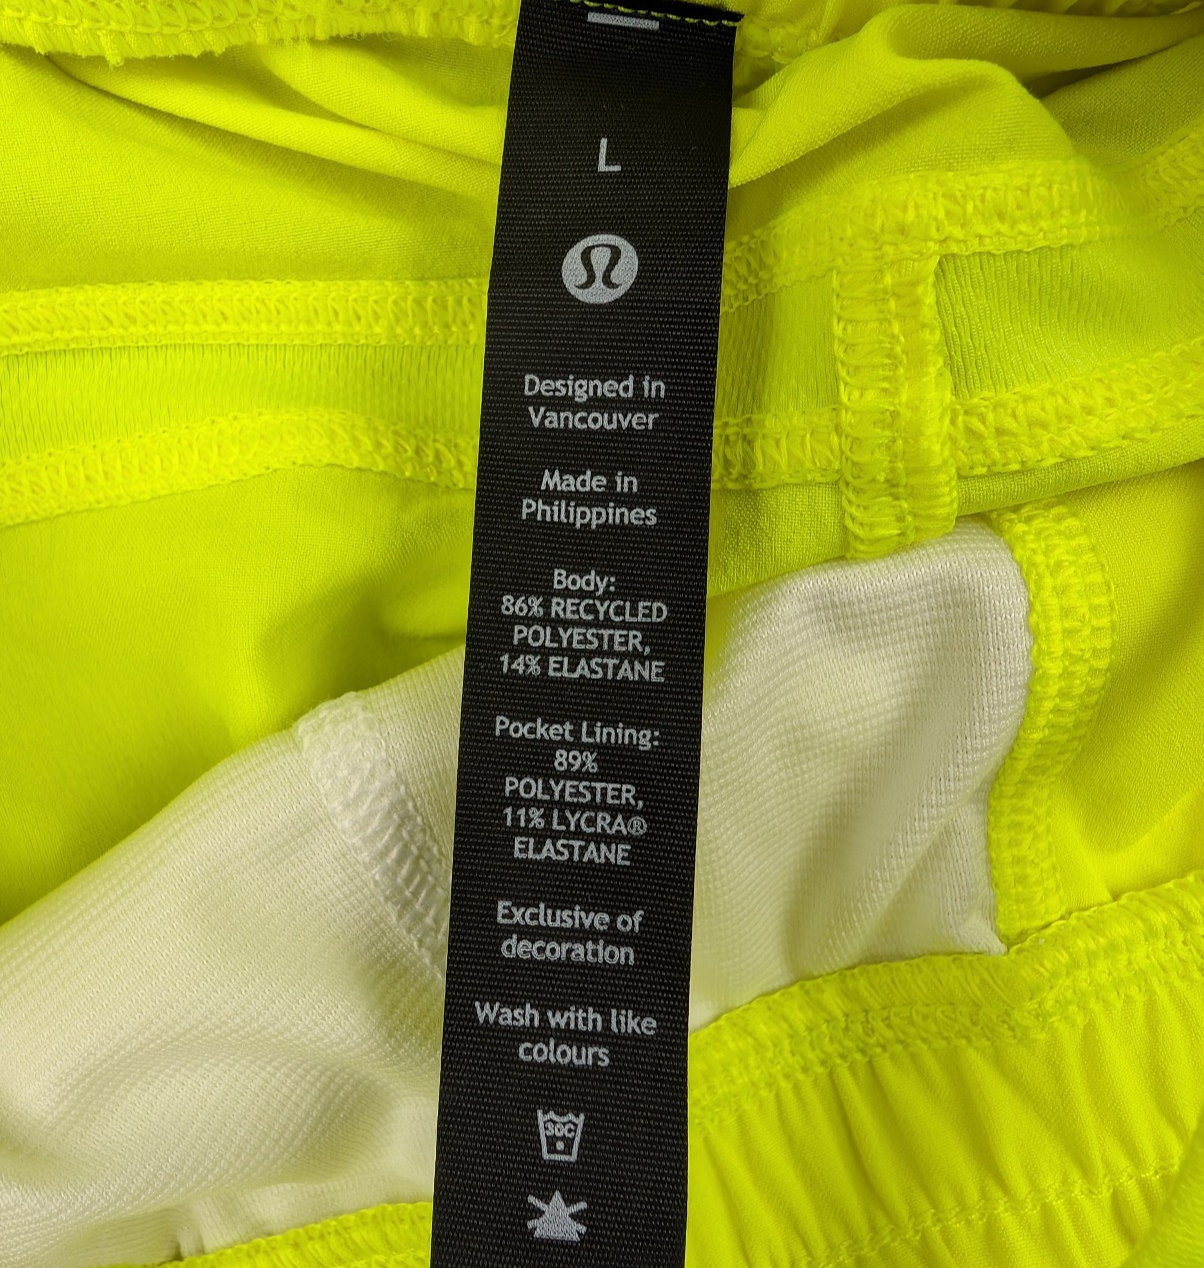 L
Designed in
Vancouver
Made in
Philippines
Body:
86% RECYCLED
POLYESTER,
14% ELASTANE
Pocket Lining:
89%
POLYESTER,
11% LYCRA®
ELASTANE
Exclusive of
decoration
Wash with like
colours
30C